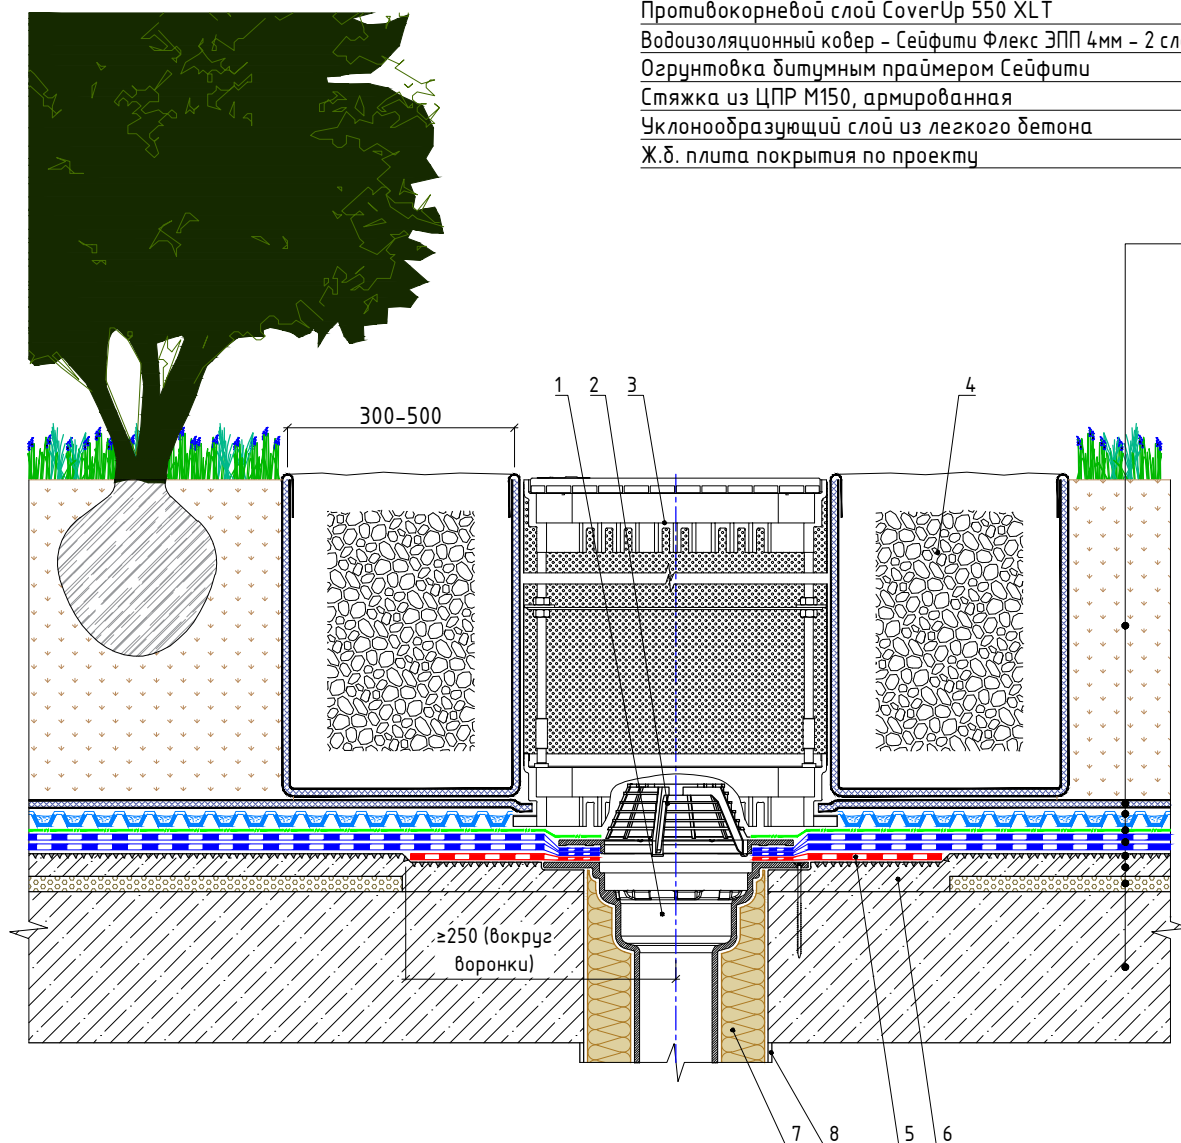 Противокорневой слой CoverUp 550 XLT
Водоизоляционный ковер - Сейфити Флекс ЭПП 4мм - 2 сл
Огрунтовка битумным праймером Сейфити
Стяжка из ЦПР М150, армированная
Уклонообразующий слой из легкого бетона
Ж.б. плита покрытия по проекту
1 2 3 4
300-500
≥250 (вокруг
воронки)
7 8 5 6